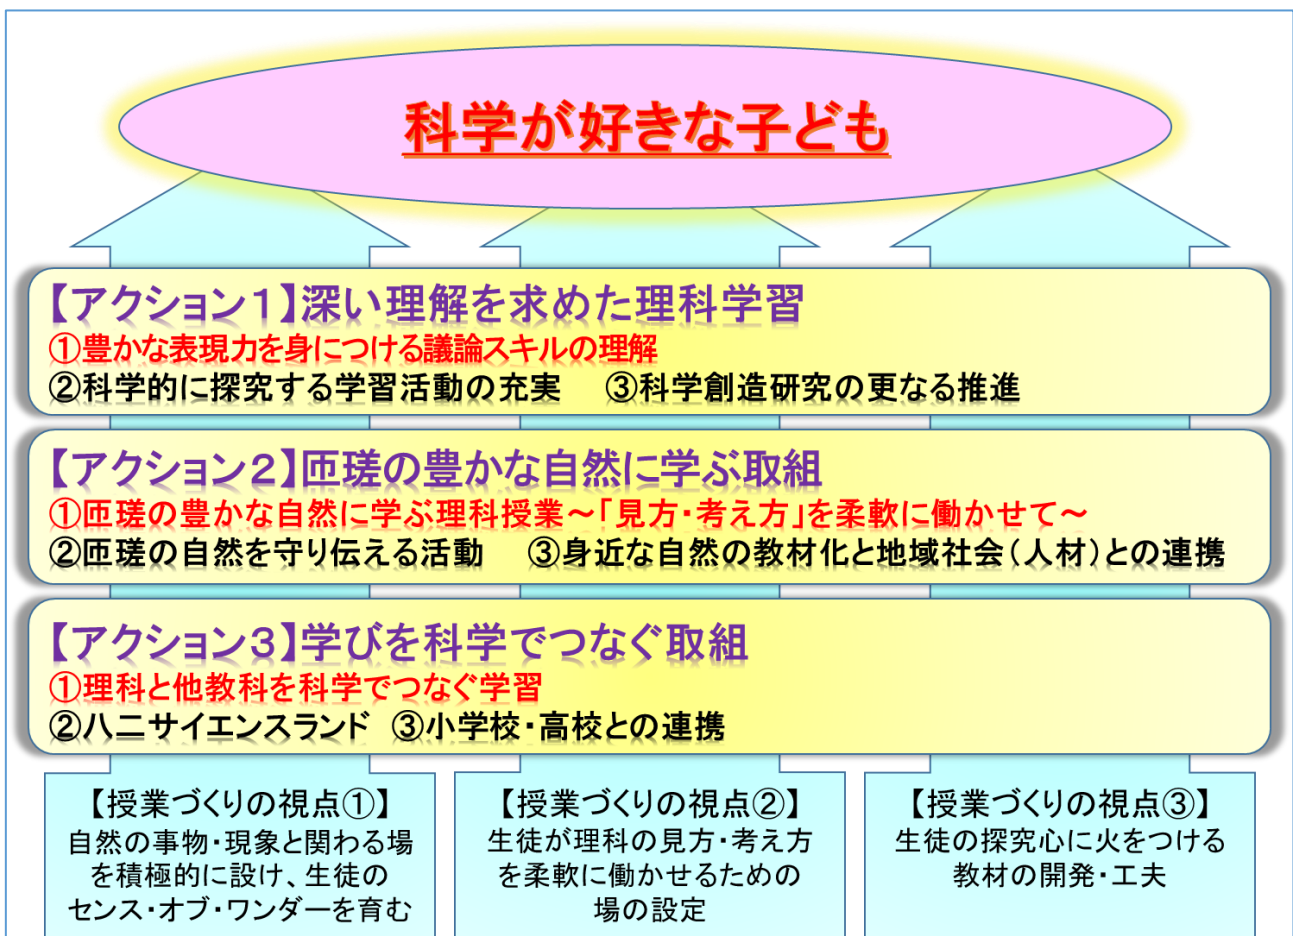 科学が好きな子ども
【アクション１】深い理解を求めた理科学習
①豊かな表現力を身につける議論スキルの理解
②科学的に探究する学習活動の充実　③科学創造研究の更なる推進
【アクション２】匝瑳の豊かな自然に学ぶ取組
①匝瑳の豊かな自然に学ぶ理科授業～「見方・考え方」を柔軟に働かせて～
②匝瑳の自然を守り伝える活動　③身近な自然の教材化と地域社会（人材）との連携
【アクション３】学びを科学でつなぐ取組
①理科と他教科を科学でつなぐ学習
②八二サイエンスランド　③小学校・高校との連携
【授業づくりの視点①】
自然の事物・現象と関わる場
を積極的に設け、生徒の
センス・オブ・ワンダーを育む
【授業づくりの視点②】
生徒が理科の見方・考え方
を柔軟に働かせるための
場の設定
【授業づくりの視点③】
生徒の探究心に火をつける
教材の開発・工夫